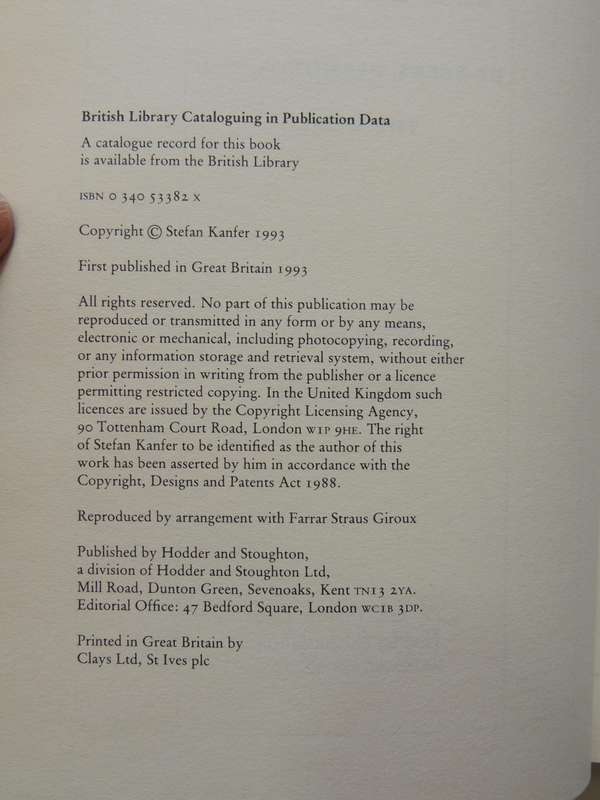 British Library Cataloguing in Publication Data
A catalogue record for this book
is available from the British Library
ISBN 0 340 53382 X
Copyright © Stefan Kanfer 1993
First published in Great Britain 1993
All rights reserved. No part of this publication may be
reproduced or transmitted in any form or by any means,
electronic or mechanical, including photocopying, recording,
or any information storage and retrieval system, without either
prior permission in writing from the publisher or a licence
permitting restricted copying. In the United Kingdom such
licences are issued by the Copyright Licensing Agency,
90 Tottenham Court Road, London W1P 9HE. The right
of Stefan Kanfer to be identified as the author of this
work has been asserted by him in accordance with the
Copyright, Designs and Patents Act 1988.
Reproduced by arrangement with Farrar Straus Giroux
Published by Hodder and Stoughton,
a division of Hodder and Stoughton Ltd,
Mill Road, Dunton Green, Sevenoaks, Kent TN13 2YA.
Editorial Office: 47 Bedford Square, London WC1B 3DP.
Printed in Great Britain by
Clays Ltd, St Ives plc